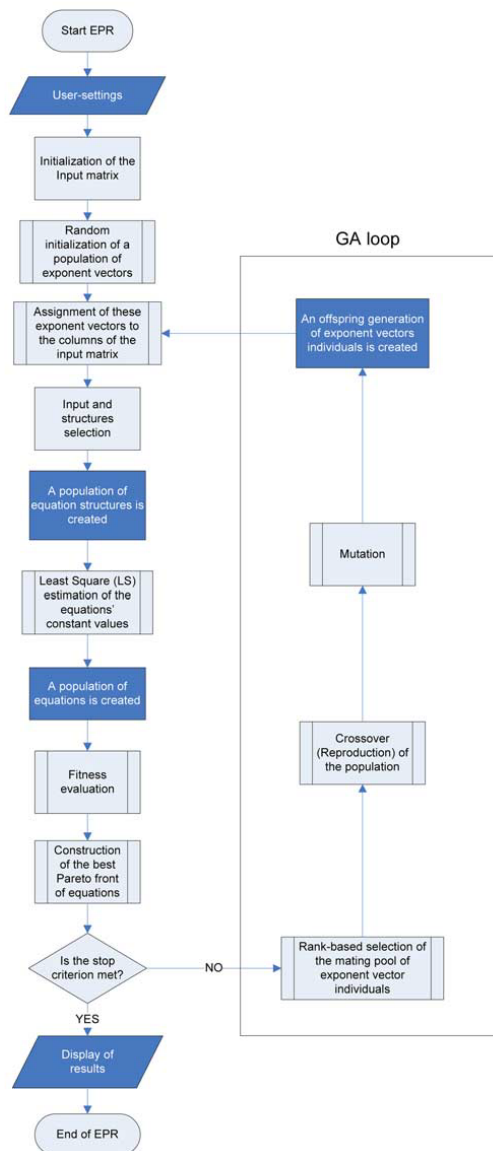 Start EPR
User-settings
Initialization of the
Input matrix
Random
initialization of a
population of
exponent vectors
Assignment of these
exponent vectors to
the columns of the
input matrix
Input and
structures
selection
A population of
equation structures is
created
Least Square (LS)
estimation of the
equations'
constant values
A population of
equations is created
Fitness
evaluation
Construction
of the best
Pareto front
of equations
Is the stop
criterion met?
NO
YES
Display of
results
End of EPR
GA loop
An offspring generation
of exponent vectors
individuals is created
Mutation
Crossover
(Reproduction) of
the population
Rank-based selection of
the mating pool of
exponent vector
individuals